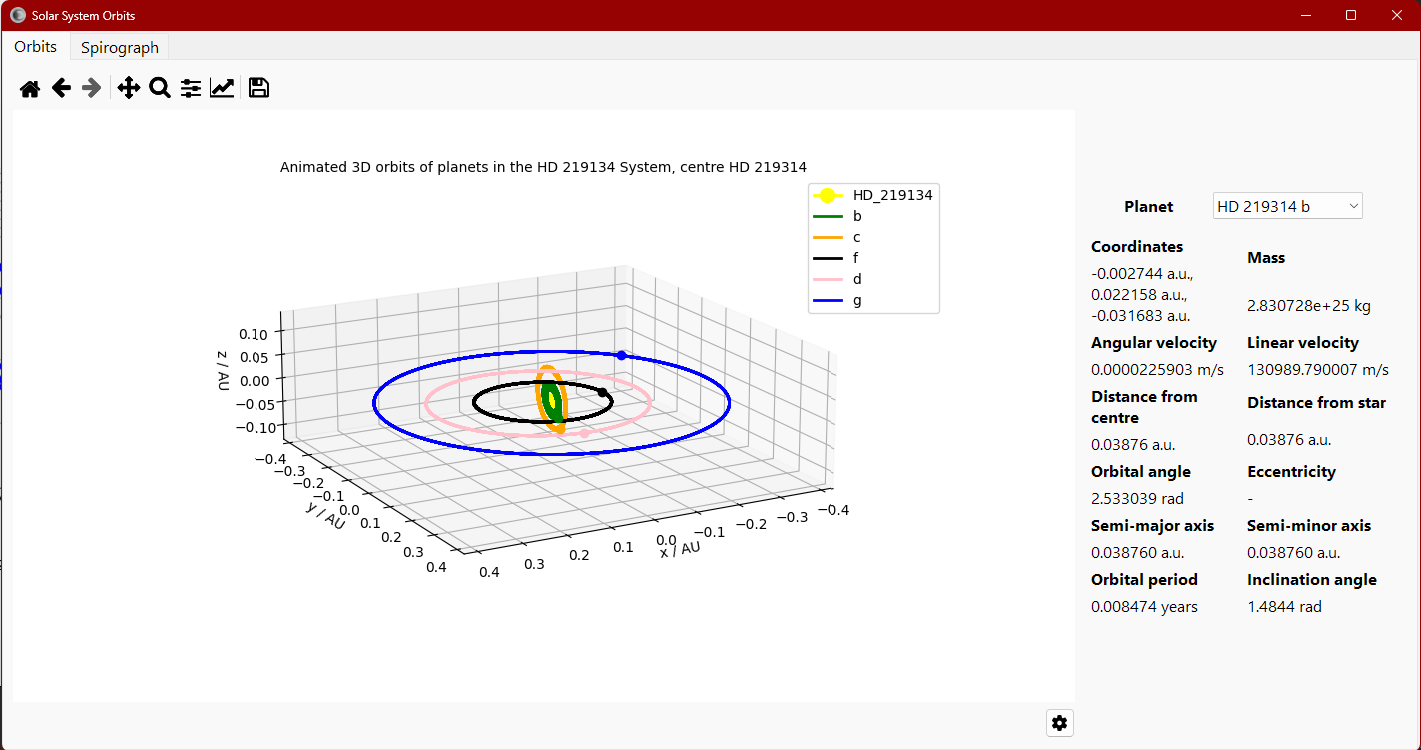 Solar System Orbits
Orbits
Spirograph
Animated 3D orbits of planets in the HD 219134 System, centre HD 219314
HD_219134
b
c
f
d
g
z / AU
0.10
0.05
0.00
−0.05
−0.10
−0.4
−0.3
−0.2
−0.1
0.0
0.1
0.2
0.3
0.4
y / AU
0.4
0.3
0.2
0.1
0.0
−0.1
−0.2
−0.3
−0.4
x / AU
Planet
HD 219314 b
Coordinates
-0.002744 a.u.,
0.022158 a.u.,
-0.031683 a.u.
Mass
2.830728e+25 kg
Angular velocity
0.0000225903 m/s
Linear velocity
130989.790007 m/s
Distance from
centre
0.03876 a.u.
Distance from star
0.03876 a.u.
Orbital angle
2.533039 rad
Eccentricity
-
Semi-major axis
0.038760 a.u.
Semi-minor axis
0.038760 a.u.
Orbital period
0.008474 years
Inclination angle
1.4844 rad